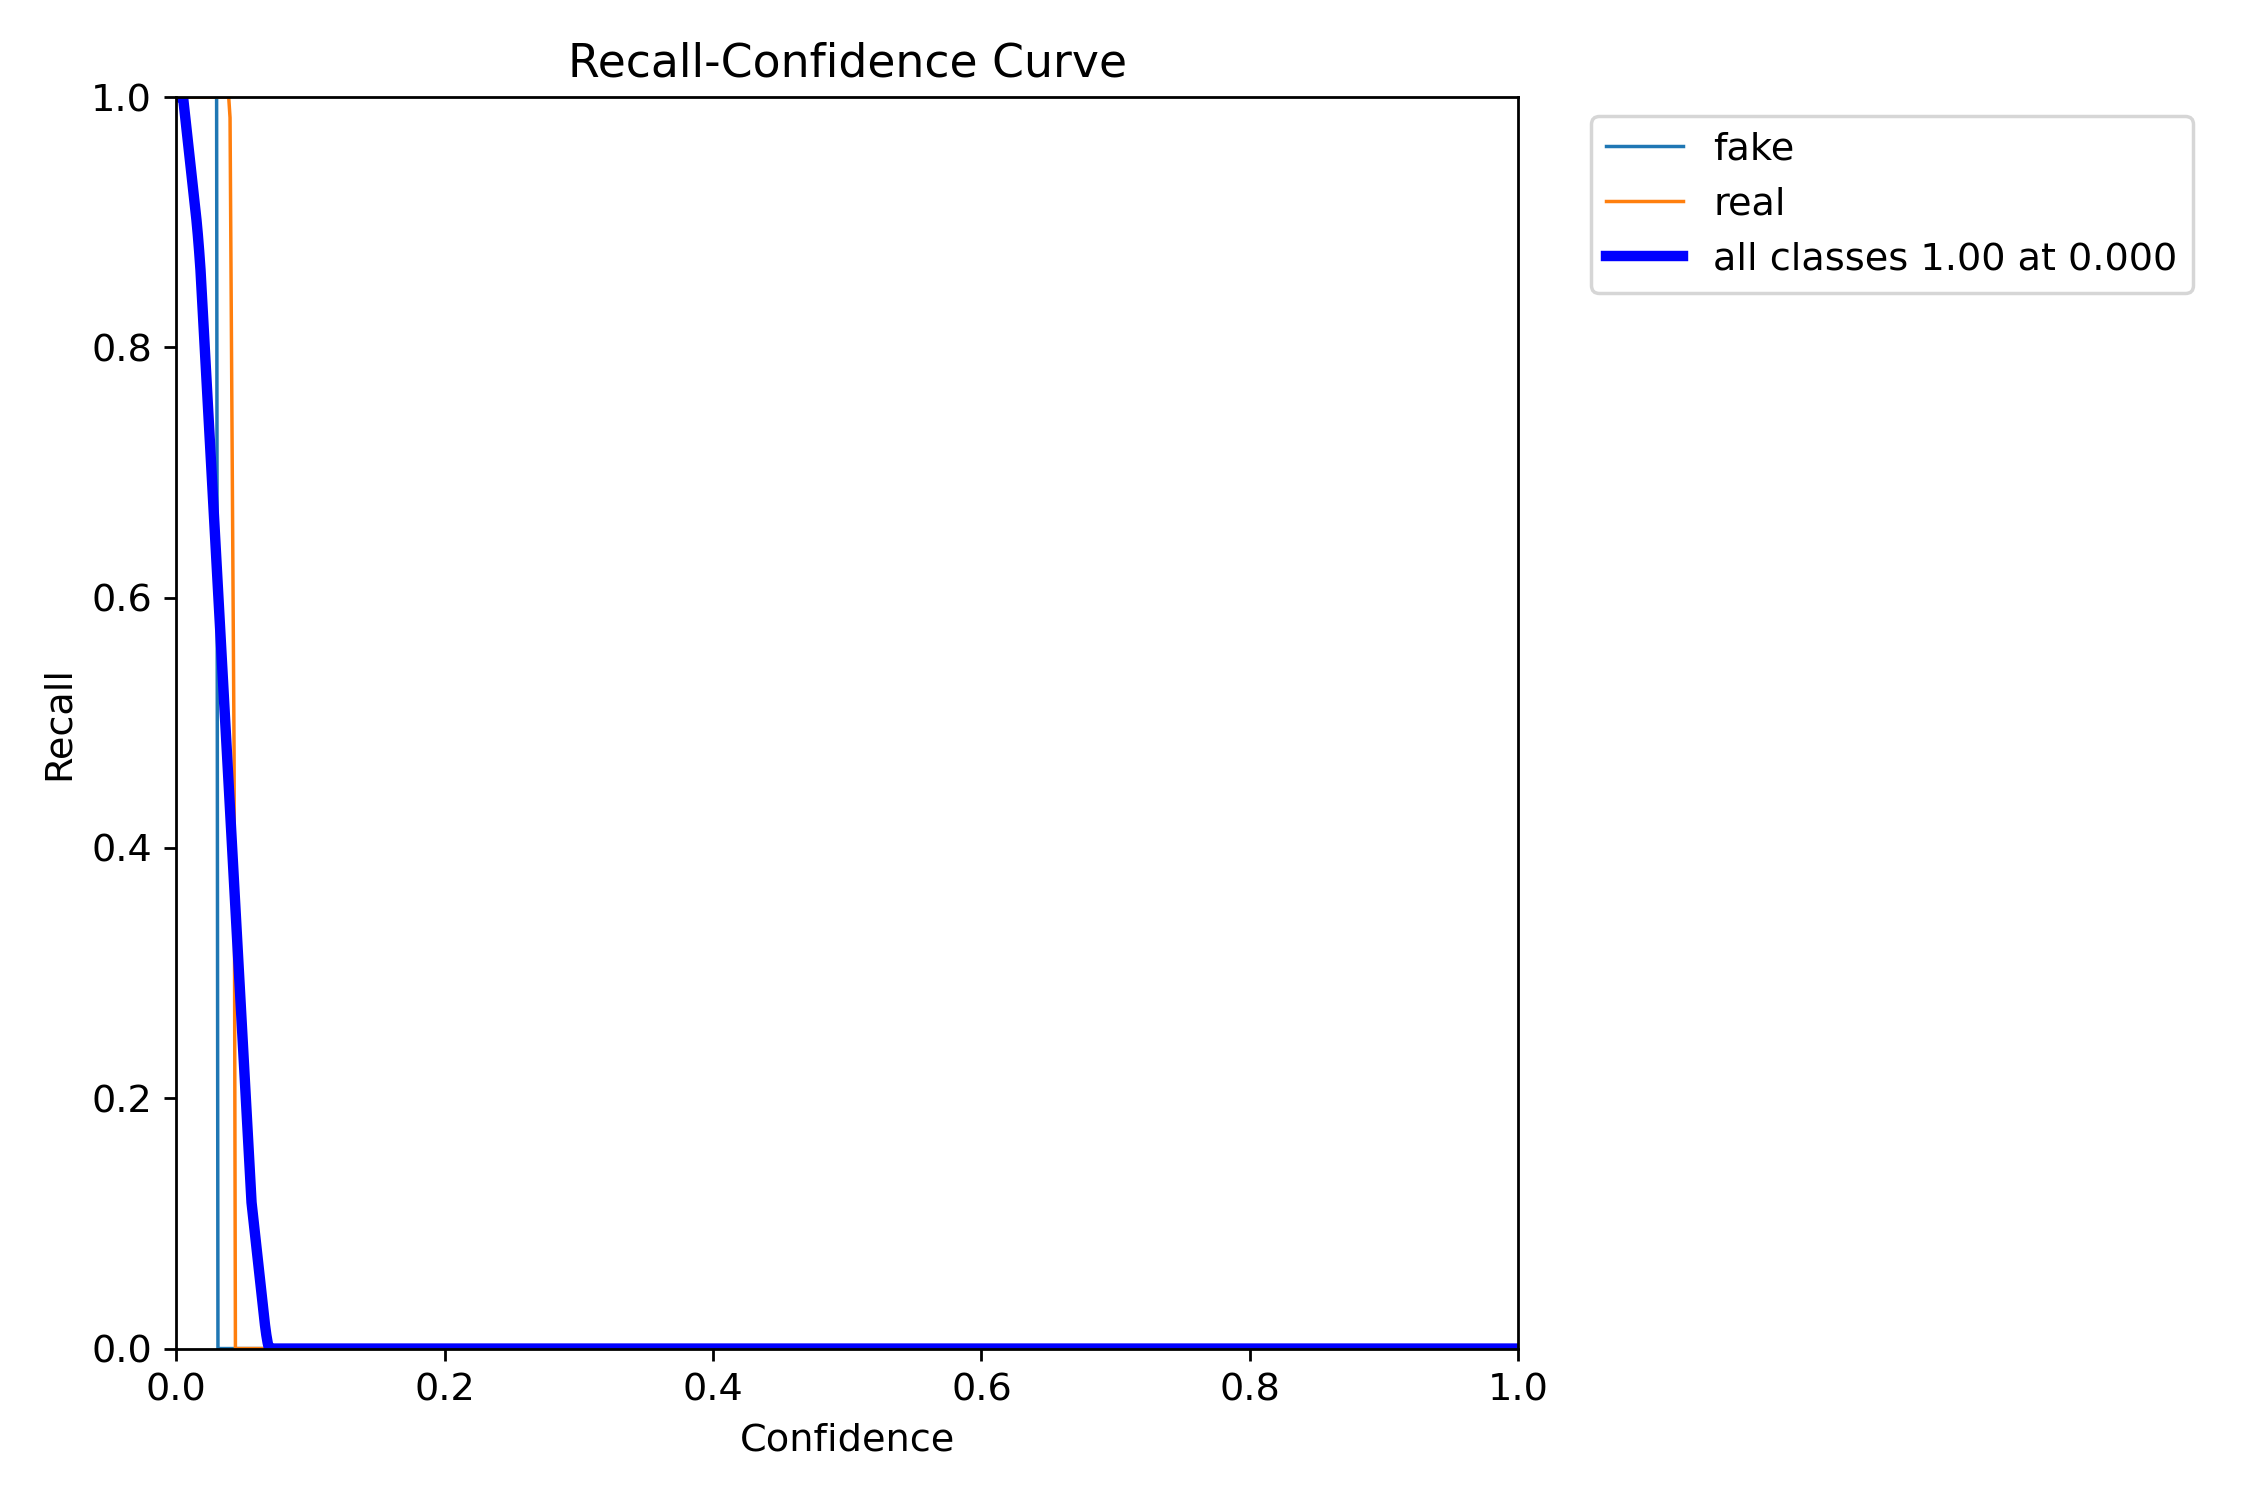 Recall-Confidence Curve
1.0
0.8
0.6
0.4
0.2
0.0
Recall
0.0 0.2 0.4 0.6 0.8 1.0
Confidence
fake
real
all classes 1.00 at 0.000